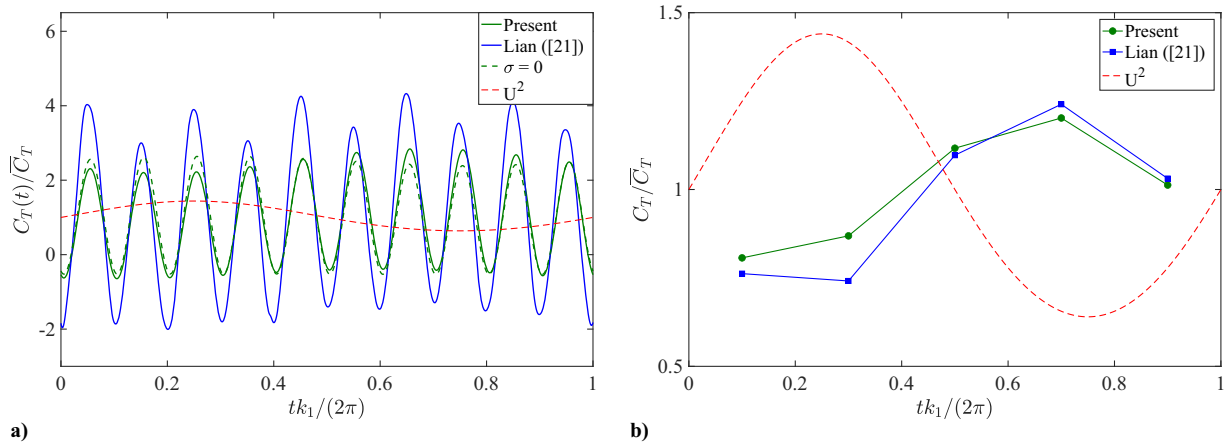 6
4
2
0
-2
0
0.2
0.4
0.6
0.8
1
C_T(t)/\overline{C}_T
tk_1/(2π)
Present
Lian ([21])
σ = 0
U^2
a)
1.5
1
0.5
0
0.2
0.4
0.6
0.8
1
C_T/\overline{C}_T
tk_1/(2π)
Present
Lian ([21])
U^2
b)